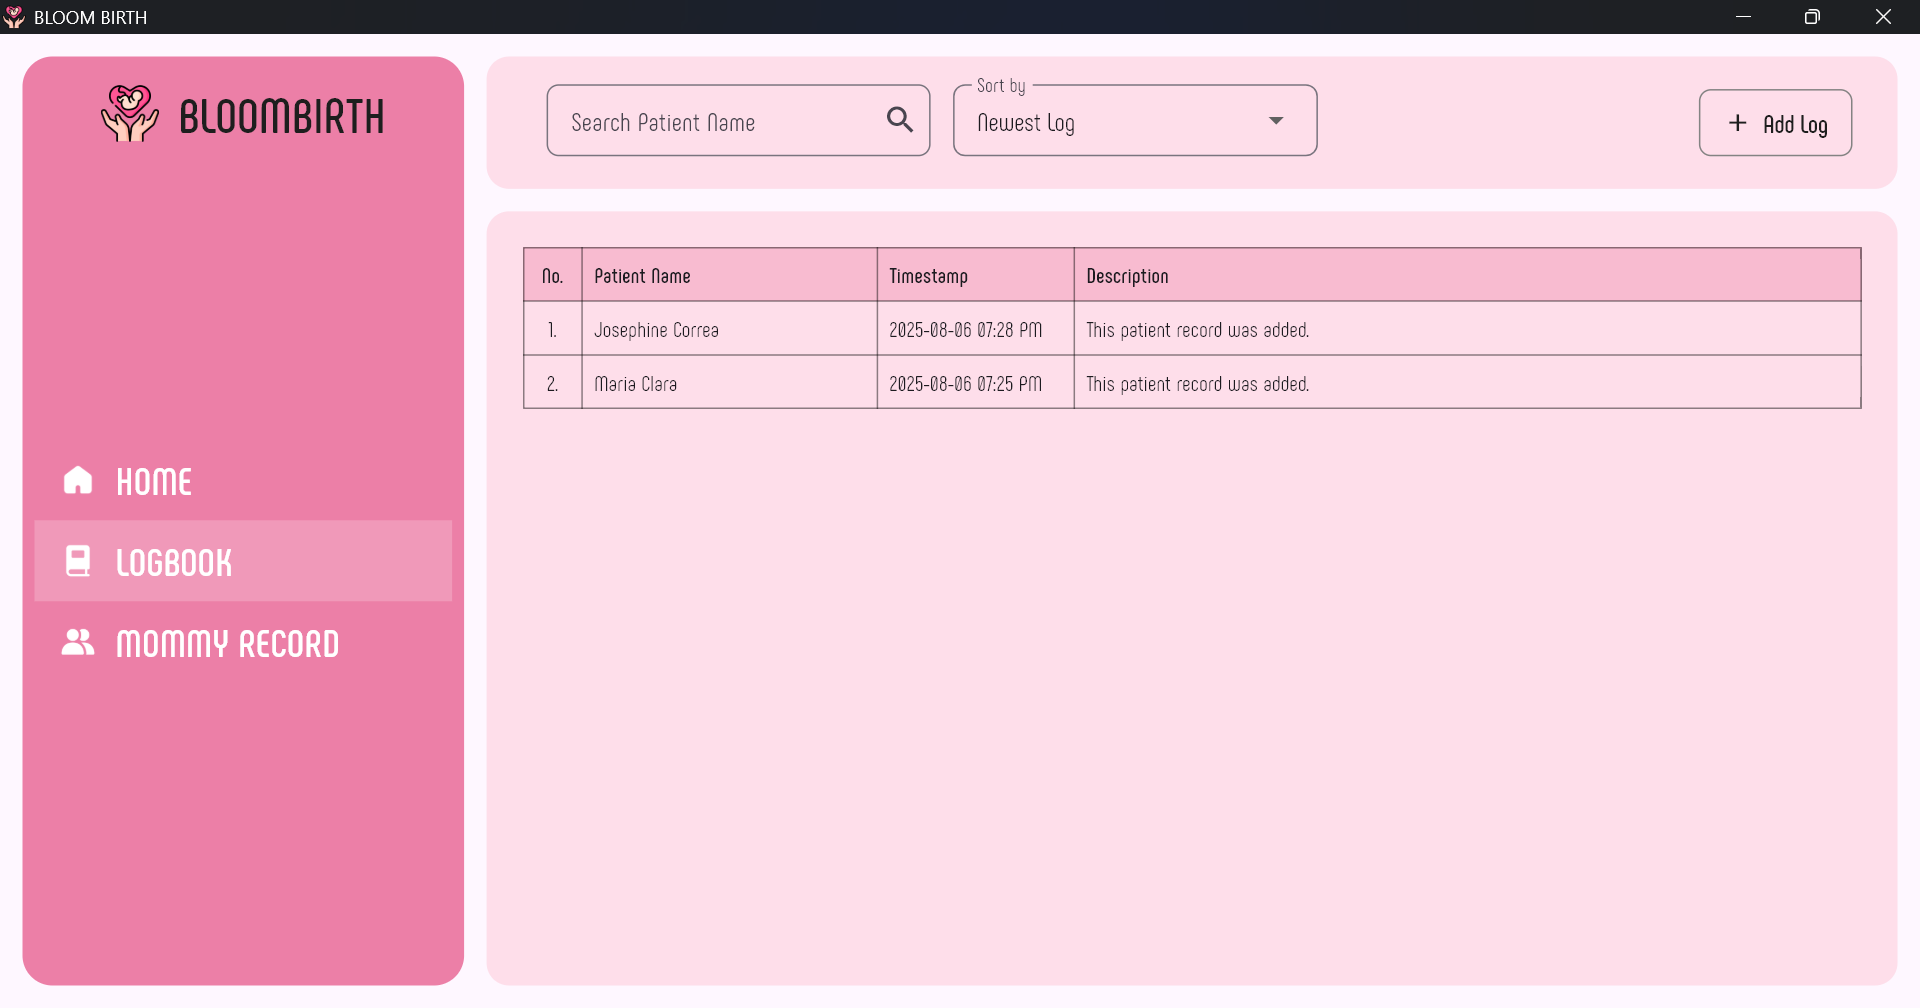 BLOOM BIRTH
BLOOMBIRTH
HOME
LOGBOOK
MOMMY RECORD
Search Patient Name
Sort by
Newest Log
+ Add Log
No. Patient Name Timestamp Description
1. Josephine Correa 2025-08-06 07:28 PM This patient record was added.
2. Maria Clara 2025-08-06 07:25 PM This patient record was added.